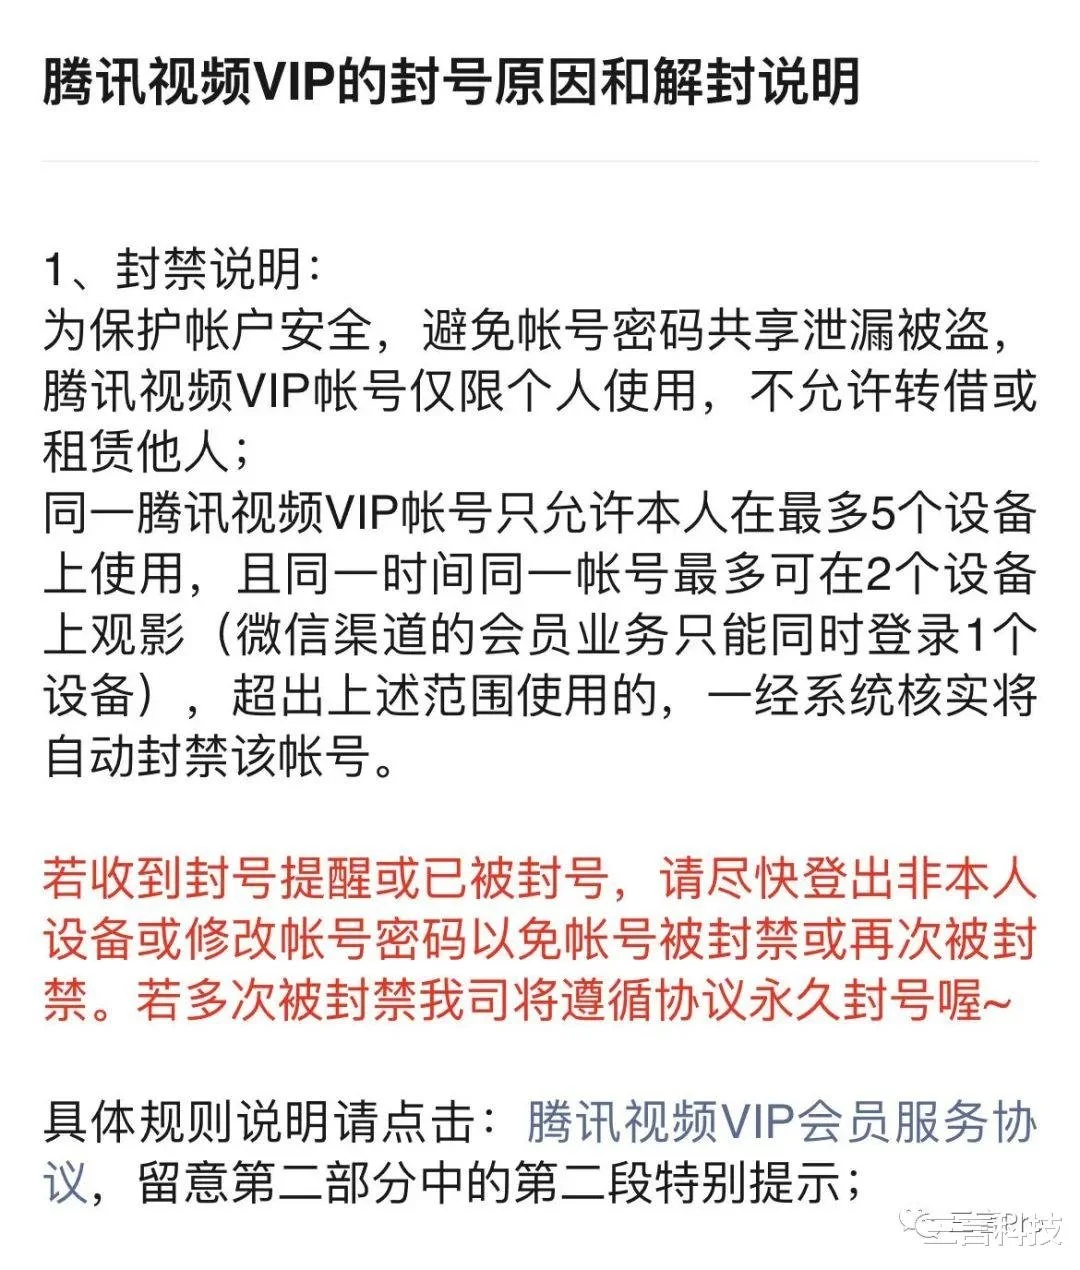 腾讯视频VIP的封号原因和解封说明
1、封禁说明：
为保护帐户安全，避免帐号密码共享泄漏被盗，
腾讯视频VIP帐号仅限个人使用，不允许转借或
租赁他人；
同一腾讯视频VIP帐号只允许本人在最多5个设备
上使用，且同一时间同一帐号最多可在2个设备
上观影（微信渠道的会员业务只能同时登录1个
设备），超出上述范围使用的，一经系统核实将
自动封禁该帐号。
若收到封号提醒或已被封号，请尽快登出非本人
设备或修改帐号密码以免帐号被封禁或再次被封
禁。若多次被封禁我司将遵循协议永久封号喔~
具体规则说明请点击：腾讯视频VIP会员服务协
议，留意第二部分中的第二段特别提示；
三言科技